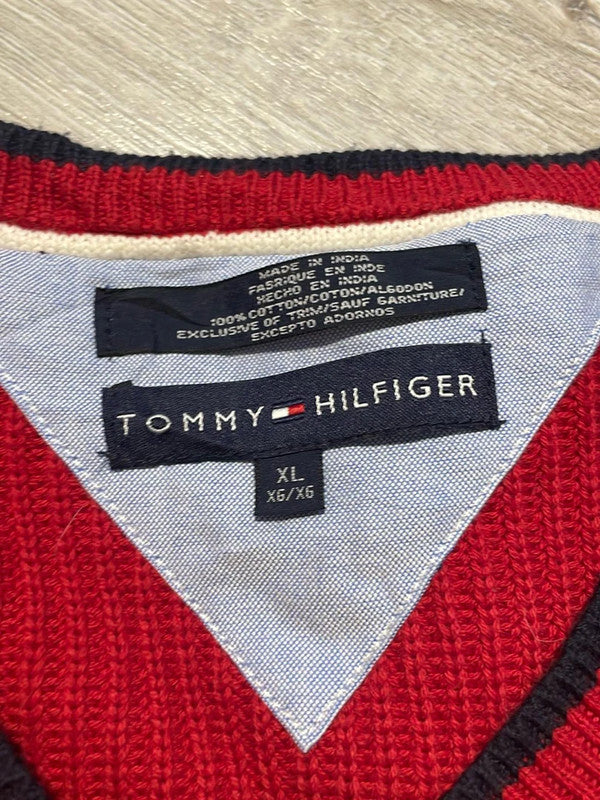 MADE IN INDIA
FABRIQUE EN INDE
HECHO EN INDIA
100% COTTON/COTON/ALGODON
EXCLUSIVE OF TRIM/SAUF GARNITURE/
EXCEPTO ADORNOS
TOMMY HILFIGER
XL
XG/XG